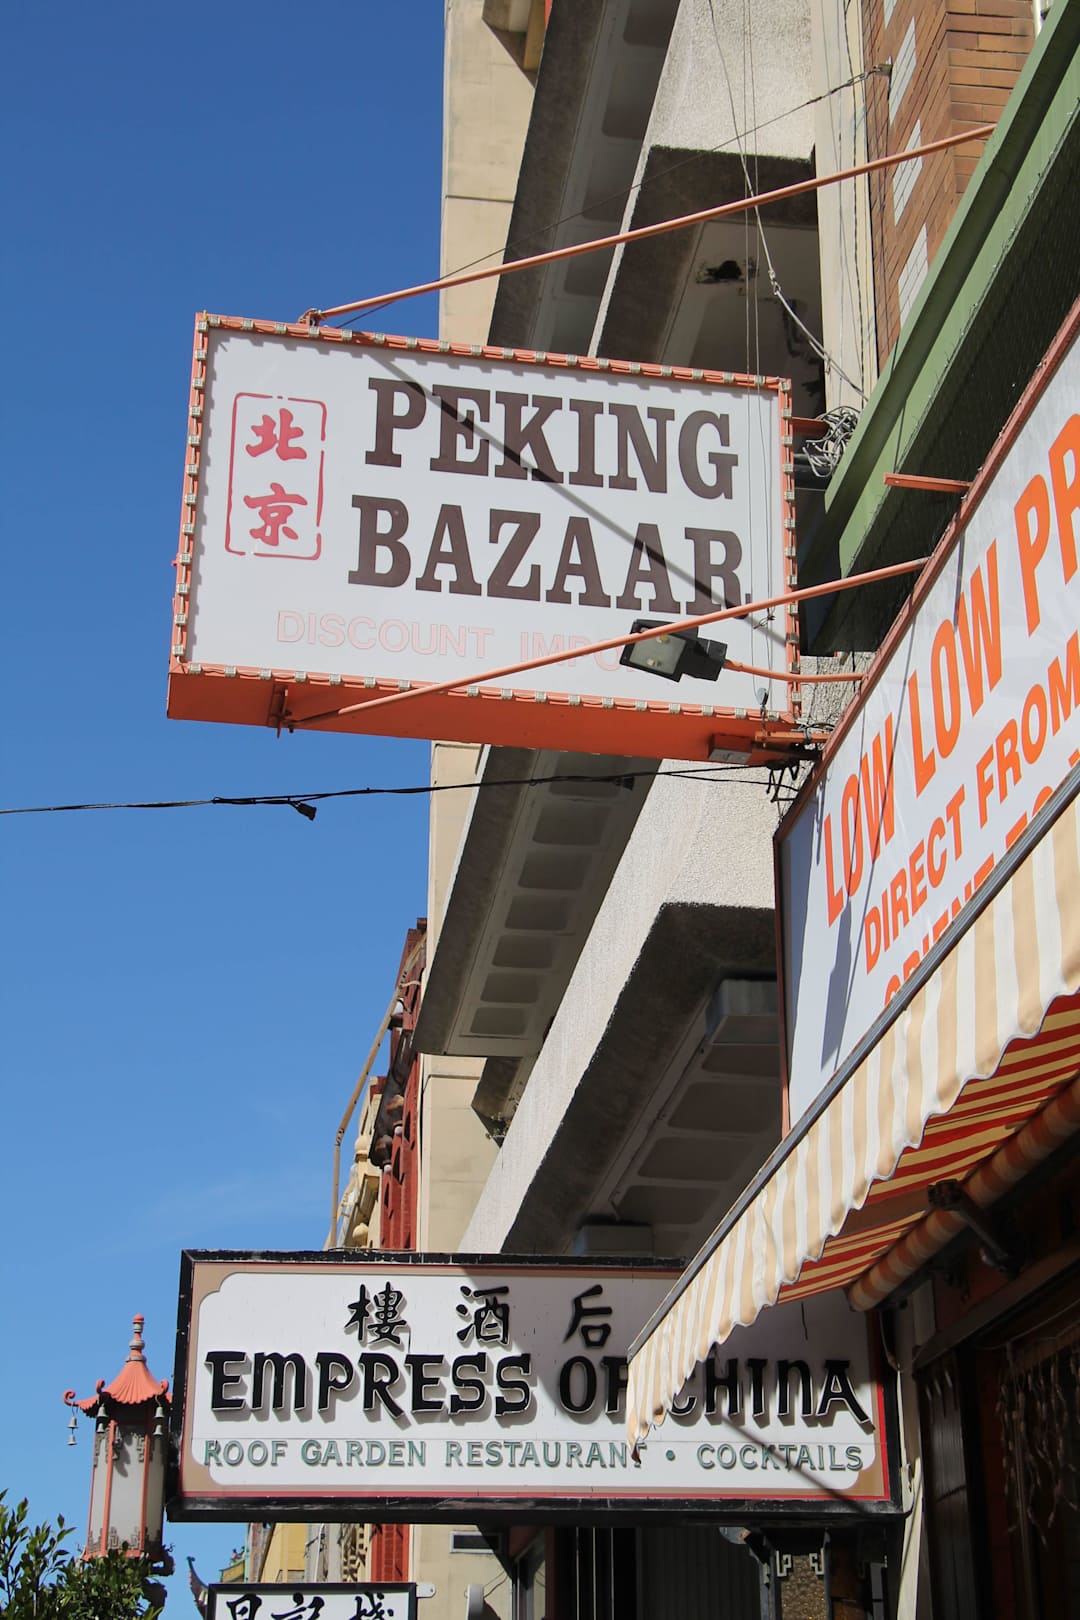 北京
PEKING
BAZAAR
DISCOUNT
LOW LOW
DIRECT FROM
樓酒后
EMPRESS OF CHINA
ROOF GARDEN RESTAURANT • COCKTAILS